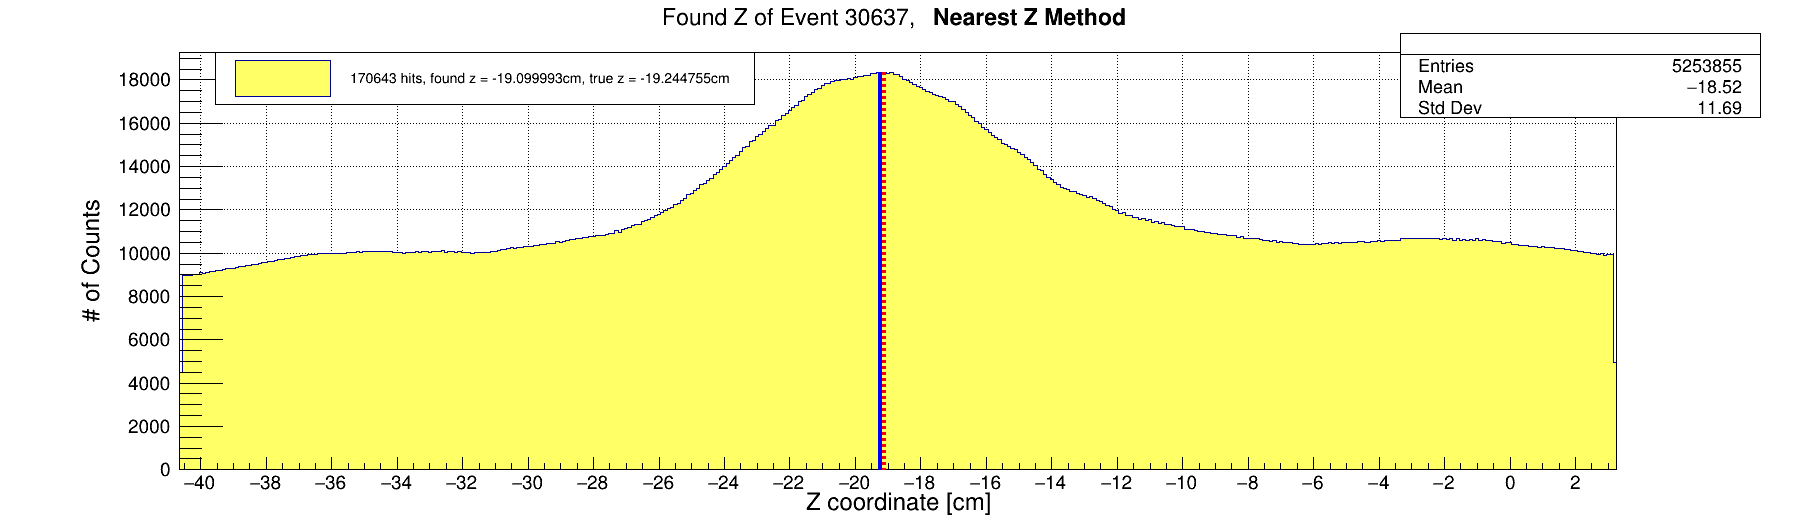 Found Z of Event 30637, Nearest Z Method
170643 hits, found z = -19.099993cm, true z = -19.244755cm
Entries 5253855
Mean −18.52
Std Dev 11.69
# of Counts
18000
16000
14000
12000
10000
8000
6000
4000
2000
0
−40 −38 −36 −34 −32 −30 −28 −26 −24 −22 −20 −18 −16 −14 −12 −10 −8 −6 −4 −2 0 2
Z coordinate [cm]